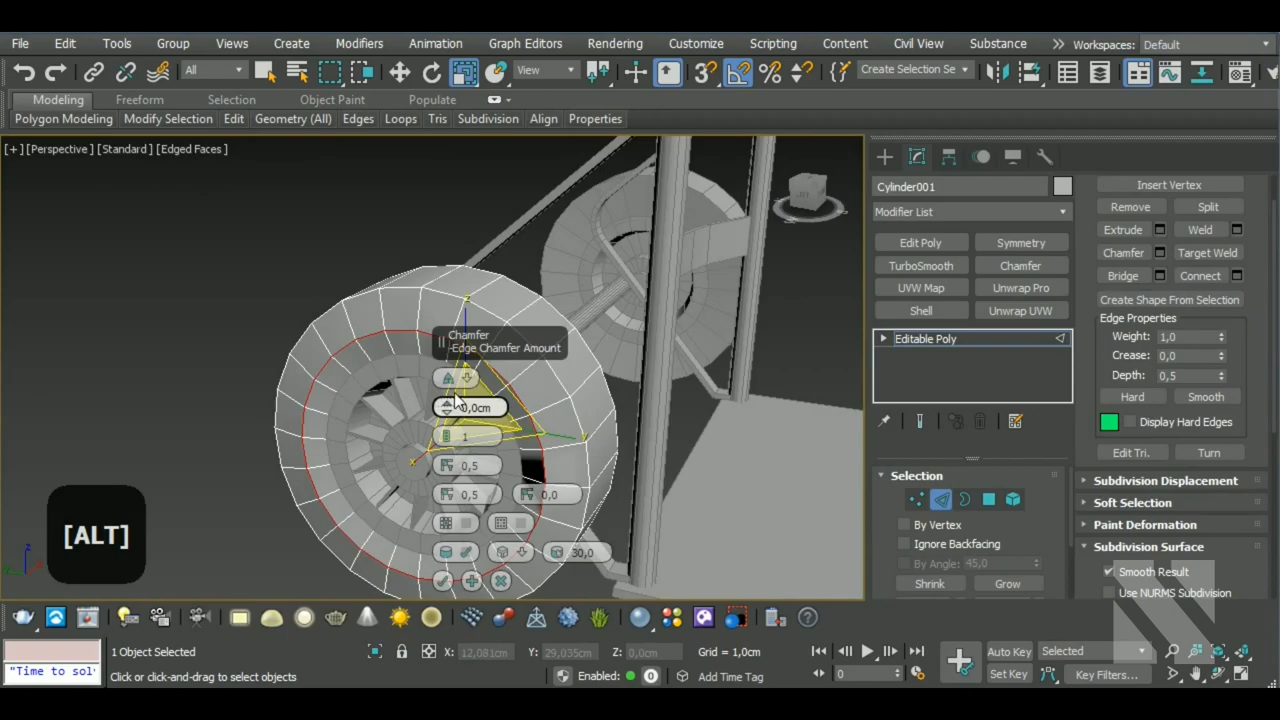 File Edit Tools Group Views Create Modifiers Animation Graph Editors Rendering Customize Scripting Content Civil View Substance Workspaces: Default
All View Create Selection Se
Modeling Freeform Selection Object Paint Populate
Polygon Modeling Modify Selection Edit Geometry (All) Edges Loops Tris Subdivision Align Properties
[+] [Perspective ] [Standard ] [Edged Faces ]
Cylinder001
Modifier List
Edit Poly Symmetry
TurboSmooth Chamfer
UVW Map Unwrap Pro
Shell Unwrap UVW
Editable Poly
Selection
By Vertex
Ignore Backfacing
By Angle: 45,0
Shrink Grow
Insert Vertex
Remove Split
Extrude Weld
Chamfer Target Weld
Bridge Connect
Create Shape From Selection
Edge Properties
Weight: 1,0
Crease: 0,0
Depth: 0,5
Hard Smooth
Display Hard Edges
Edit Tri. Turn
Subdivision Displacement
Soft Selection
Paint Deformation
Subdivision Surface
Smooth Result
Use NURMS Subdivision
Chamfer
-Edge Chamfer Amount
0,0cm
1
0,5
0,5 0,0
30,0
z
y
x
[ALT]
z
1 Object Selected X: 12,081cm Y: 29,035cm Z: 0,0cm Grid = 1,0cm Auto Key Selected
"Time to sol Click or click-and-drag to select objects Enabled: 0 Add Time Tag 0 Set Key Key Filters...